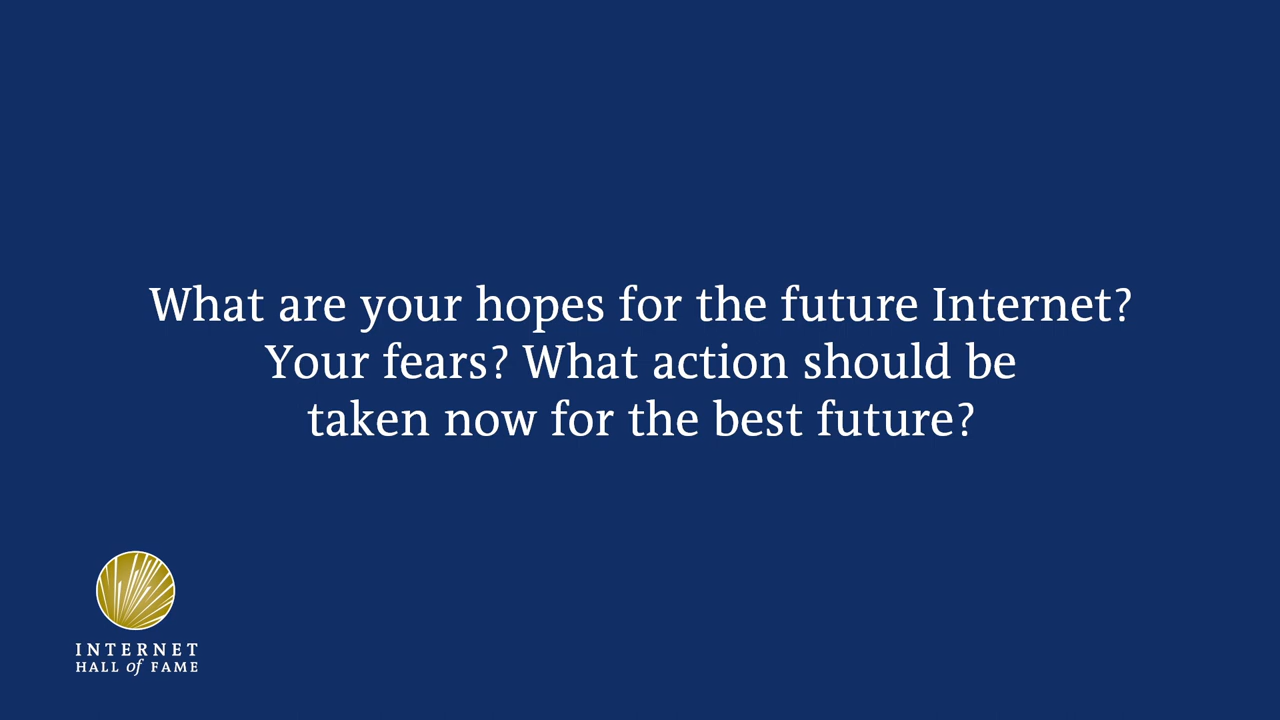 What are your hopes for the future Internet?
Your fears? What action should be
taken now for the best future?
INTERNET
HALL of FAME